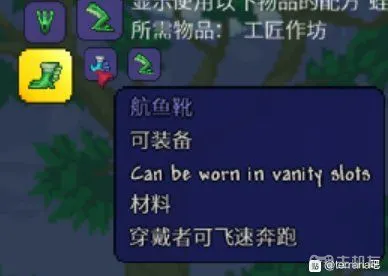 显示使用以下物品的配方 蛙
所需物品： 工匠作坊
航鱼靴
可装备
Can be worn in vanity slots
材料
穿戴者可飞速奔跑
@terraria吧